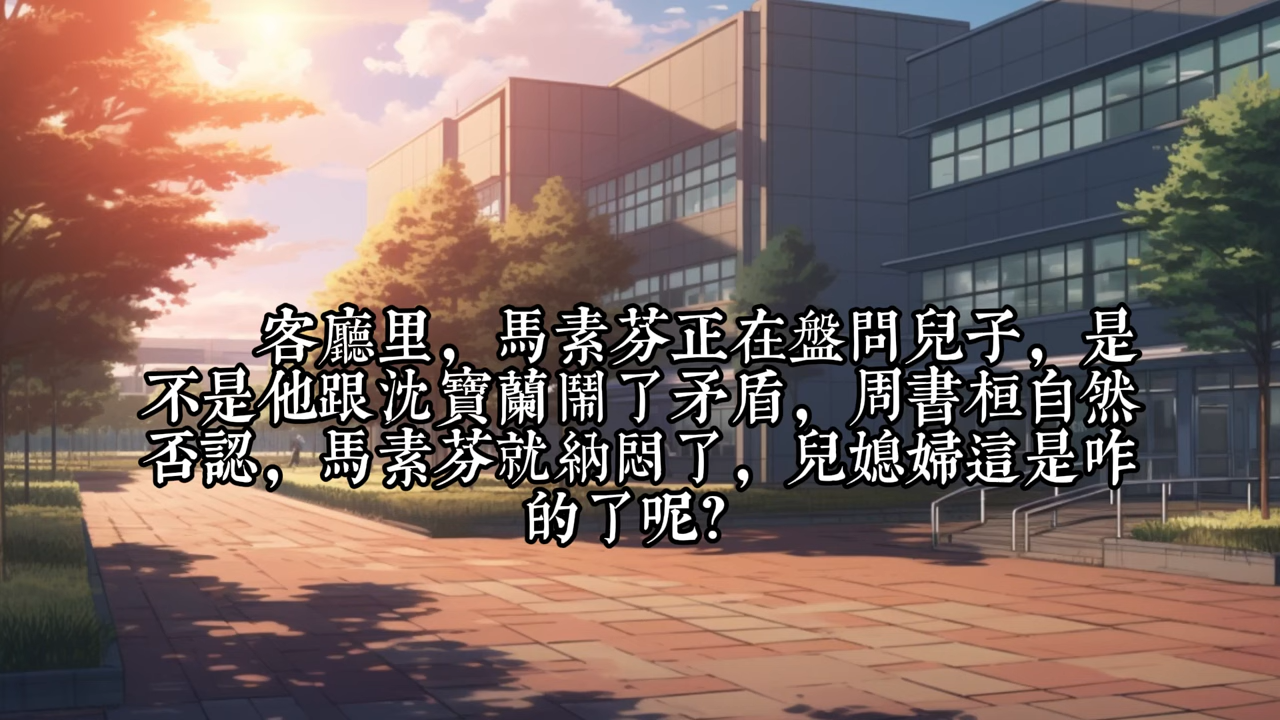 客廳里，馬素芬正在盤問兒子，是
不是他跟沈寶蘭鬧了矛盾，周書桓自然
否認，馬素芬就納悶了，兒媳婦這是咋
的了呢？